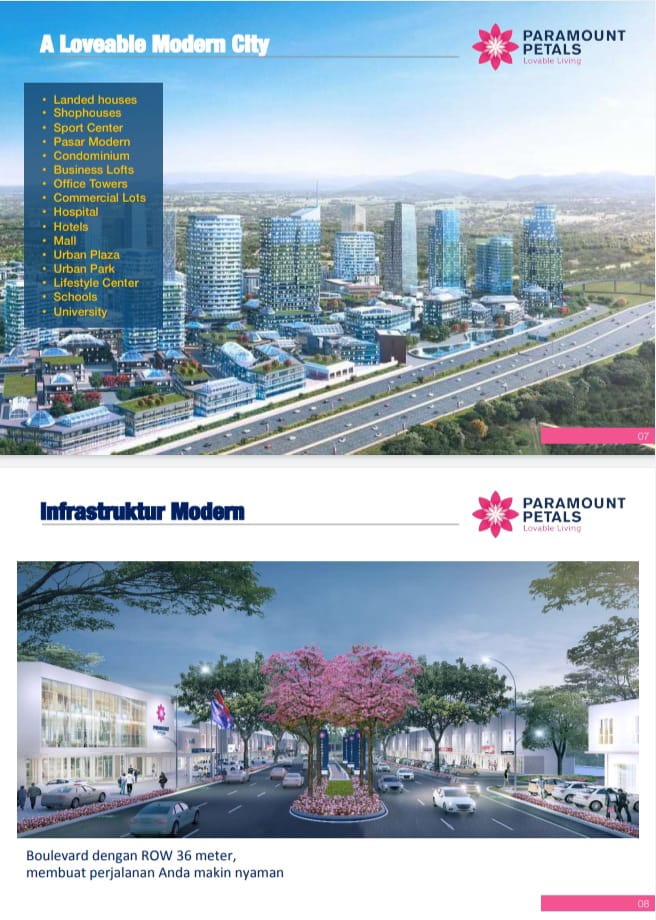 A Loveable Modern City
PARAMOUNT
PETALS
Lovable Living
• Landed houses
• Shophouses
• Sport Center
• Pasar Modern
• Condominium
• Business Lofts
• Office Towers
• Commercial Lots
• Hospital
• Hotels
• Mall
• Urban Plaza
• Urban Park
• Lifestyle Center
• Schools
• University
07
Infrastruktur Modern
PARAMOUNT
PETALS
Lovable Living
PARAMOUNT
Boulevard dengan ROW 36 meter,
membuat perjalanan Anda makin nyaman
08